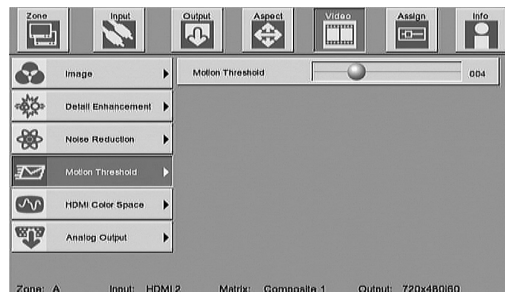 Zone Input Output Aspect Video Assign Info
Image
Motion Threshold 004
Detail Enhancement
Noise Reduction
Motion Threshold
HDMI Color Space
Analog Output
Zone: A Input: HDMI 2 Matrix: Composite 1 Output: 720x480i60